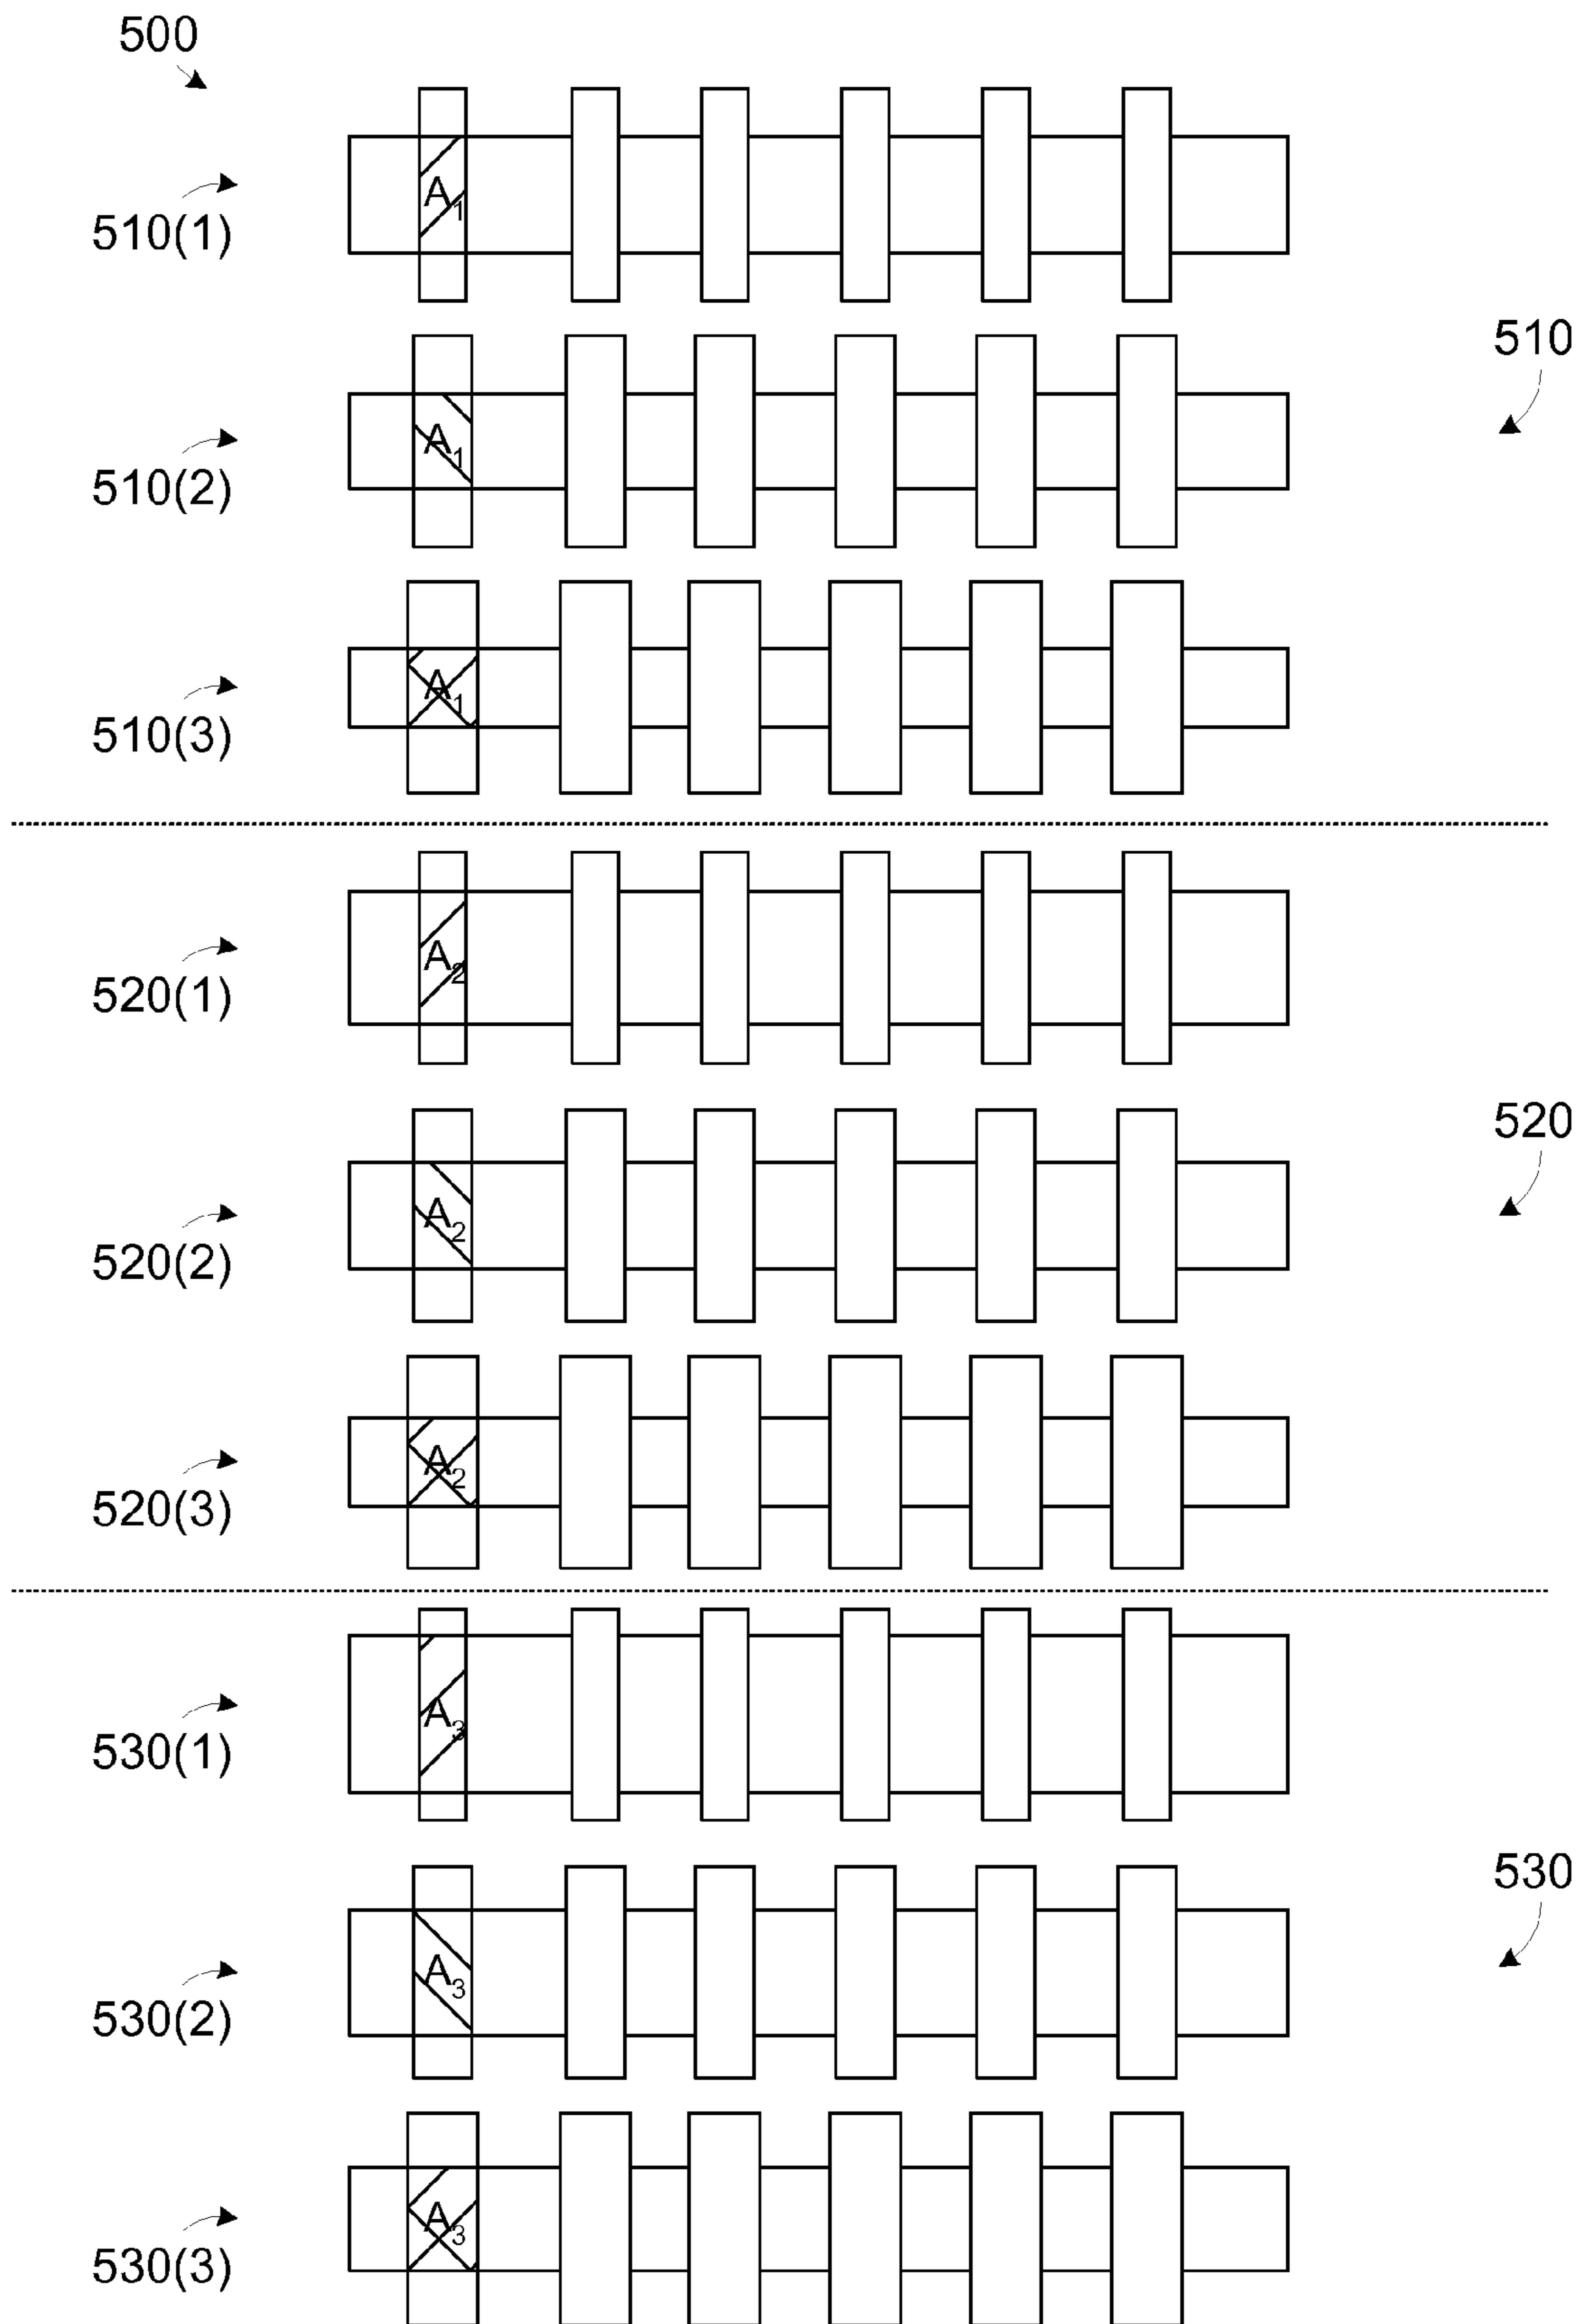 500
A1
510(1)
510
A1
510(2)
A1
510(3)
A2
520(1)
520
A2
520(2)
A2
520(3)
A3
530(1)
530
A3
530(2)
A3
530(3)